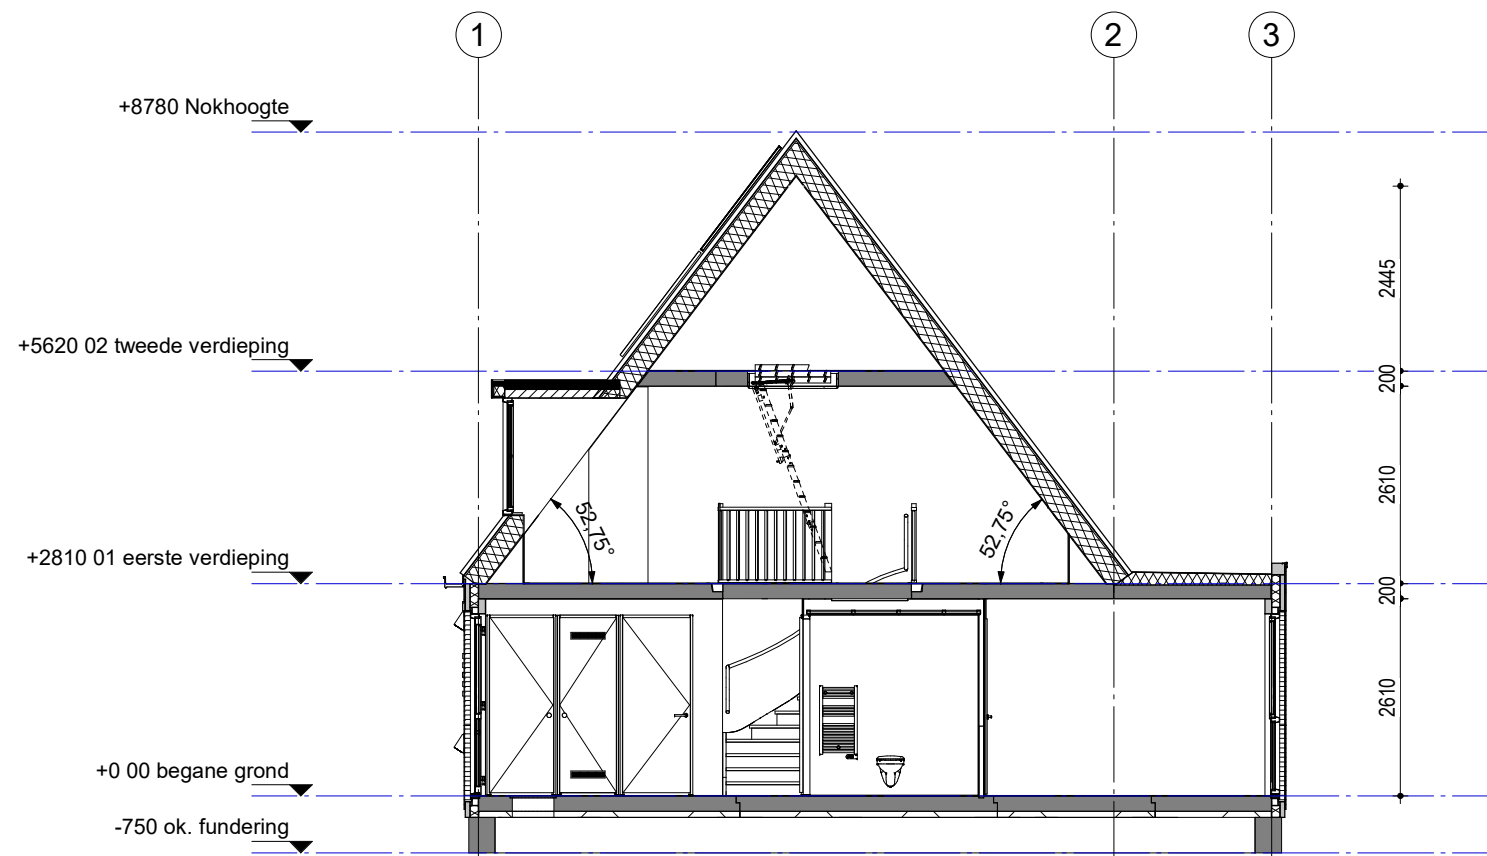 1
2
3
+8780 Nokhoogte
2445
+5620 02 tweede verdieping
200
2610
52,75°
52,75°
+2810 01 eerste verdieping
200
2610
+0 00 begane grond
-750 ok. fundering